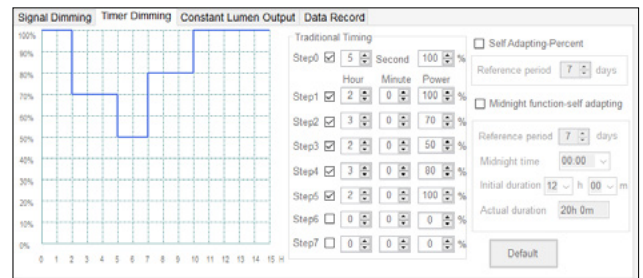 Signal Dimming Timer Dimming Constant Lumen Output Data Record
100%
90%
80%
70%
60%
50%
40%
30%
20%
10%
0%
0 1 2 3 4 5 6 7 8 9 10 11 12 13 14 15 H
Traditional Timing
Step0 5 Second 100 %
Hour Minute Power
Step1 2 0 100 %
Step2 3 0 70 %
Step3 2 0 50 %
Step4 3 0 80 %
Step5 2 0 100 %
Step6 0 0 0 %
Step7 0 0 0 %
Self Adapting-Percent
Reference period 7 days
Midnight function-self adapting
Reference period 7 days
Midnight time 00:00
Initial duration 12 h 00 m
Actual duration 20h 0m
Default